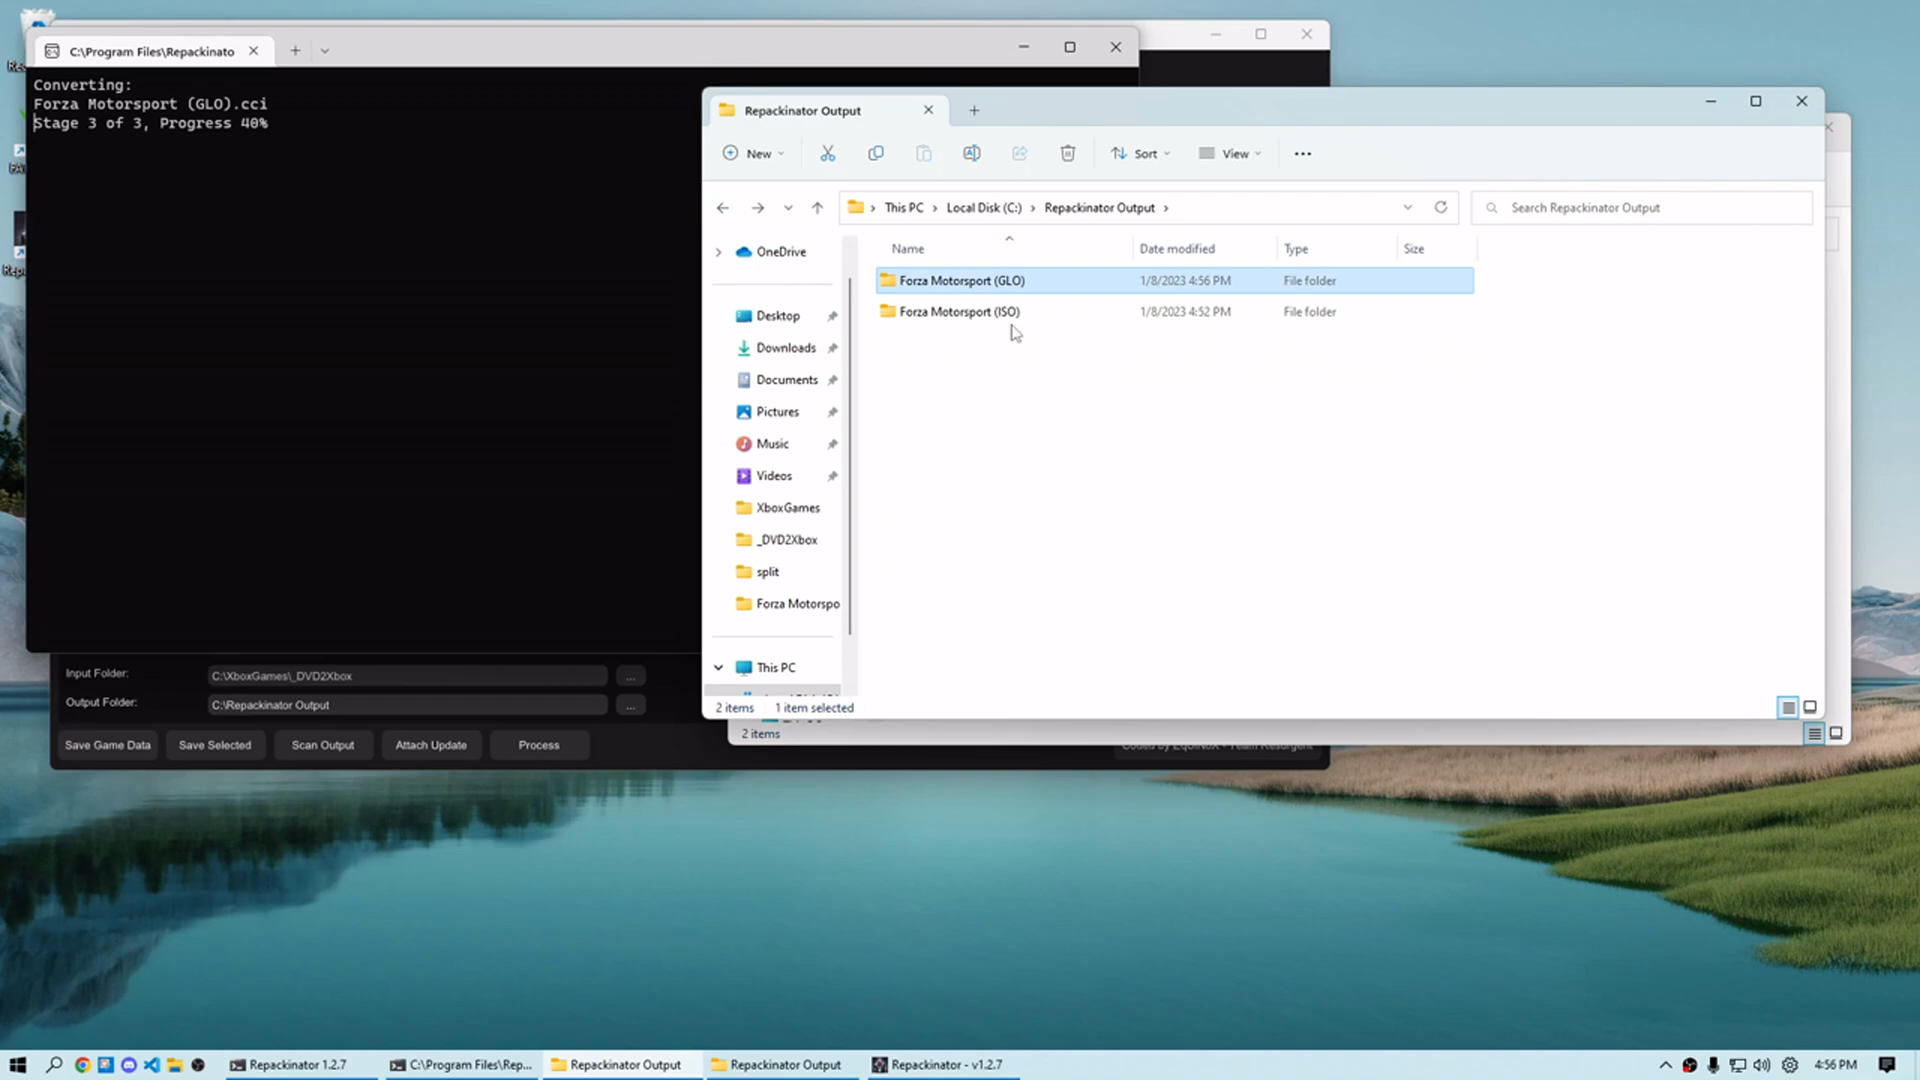 C:\Program Files\Repackinato
Converting:
Forza Motorsport (GLO).cci
Stage 3 of 3, Progress 40%
Repackinator Output
New
Sort
View
This PC
Local Disk (C:)
Repackinator Output
Search Repackinator Output
Name
Date modified
Type
Size
OneDrive
Forza Motorsport (GLO)
1/8/2023 4:56 PM
File folder
Forza Motorsport (ISO)
1/8/2023 4:52 PM
File folder
Desktop
Downloads
Documents
Pictures
Music
Videos
XboxGames
_DVD2Xbox
split
Forza Motorspo
This PC
2 items
1 item selected
2 items
Input Folder:
C:\XboxGames\_DVD2Xbox
...
Output Folder:
C:\Repackinator Output
...
Save Game Data
Save Selected
Scan Output
Attach Update
Process
Repackinator 1.2.7
C:\Program Files\Rep...
Repackinator Output
Repackinator Output
Repackinator - v1.2.7
4:56 PM